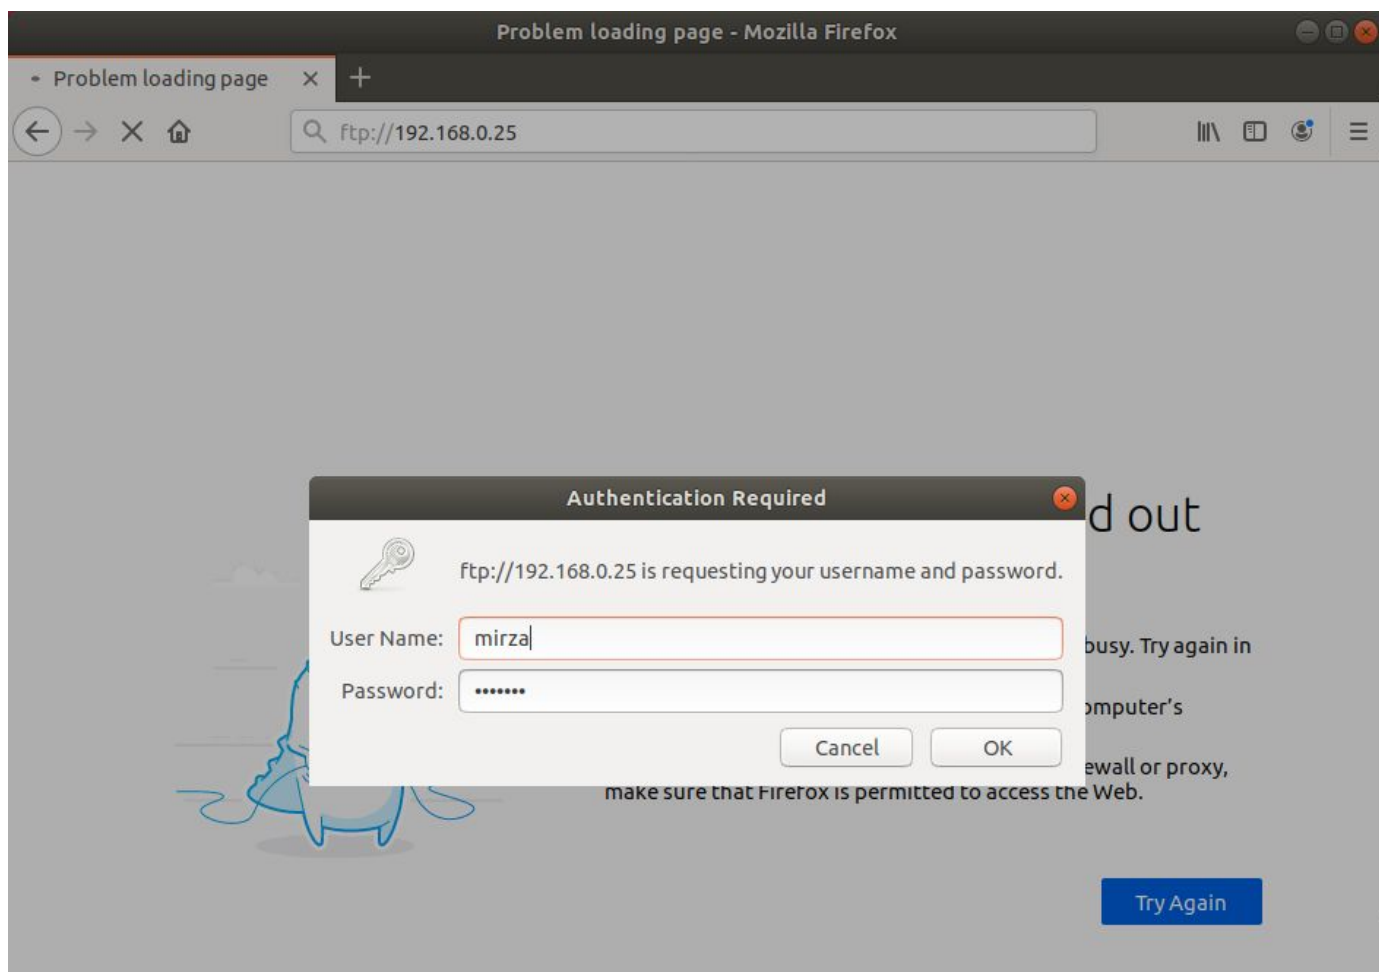 Problem loading page - Mozilla Firefox
Problem loading page
ftp://192.168.0.25
Authentication Required
d out
ftp://192.168.0.25 is requesting your username and password.
User Name: mirza
busy. Try again in
Password: •••••••
omputer’s
Cancel OK
ewall or proxy,
make sure that Firefox is permitted to access the Web.
Try Again